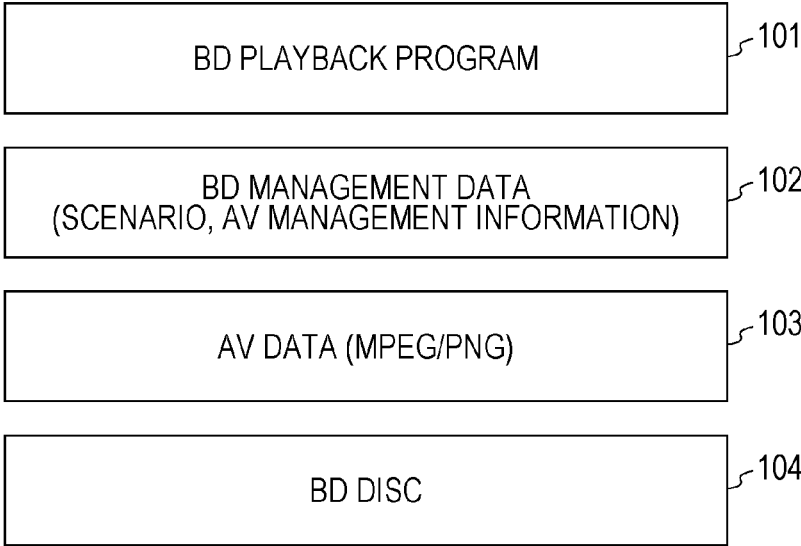 BD PLAYBACK PROGRAM
101
BD MANAGEMENT DATA
(SCENARIO, AV MANAGEMENT INFORMATION)
102
AV DATA (MPEG/PNG)
103
BD DISC
104